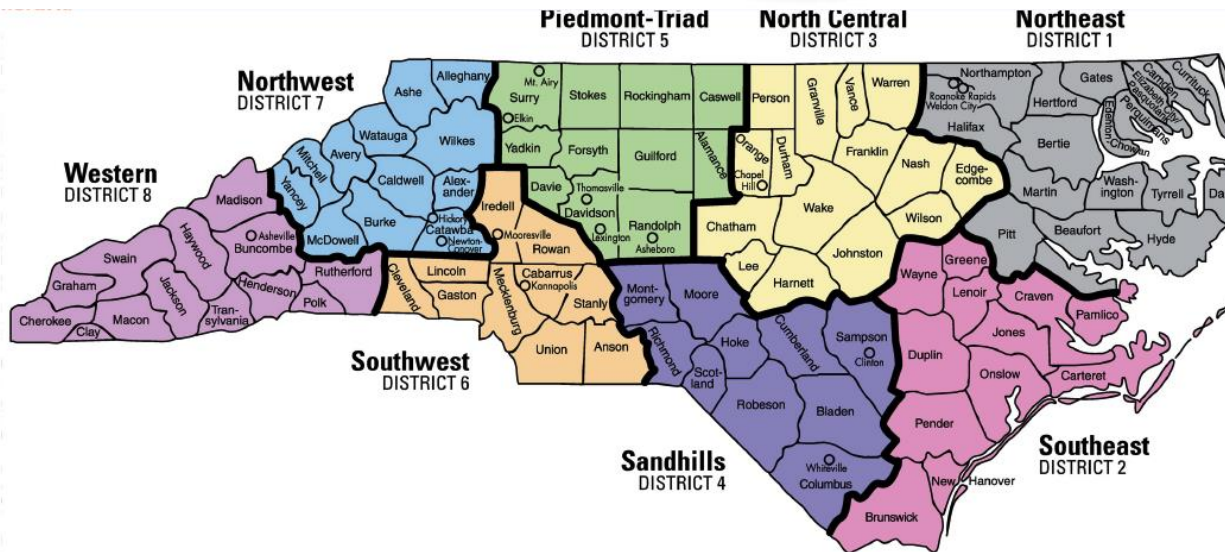 Piedmont-Triad
DISTRICT 5
North Central
DISTRICT 3
Northeast
DISTRICT 1
Northwest
DISTRICT 7
Western
DISTRICT 8
Southwest
DISTRICT 6
Sandhills
DISTRICT 4
Southeast
DISTRICT 2
Ashe
Alleghany
Watauga
Wilkes
Mitchell
Avery
Yancey
Caldwell
Alex-
ander
Burke
McDowell
Hickory
Catawba
Newton-
Conover
Madison
Haywood
Asheville
Buncombe
Swain
Graham
Jackson
Henderson
Rutherford
Polk
Tran-
sylvania
Macon
Cherokee
Clay
Mt. Airy
Surry
Elkin
Stokes
Rockingham
Caswell
Yadkin
Forsyth
Guilford
Alamance
Davie
Thomasville
Davidson
Lexington
Randolph
Asheboro
Iredell
Mooresville
Rowan
Cleveland
Lincoln
Gaston
Mecklenburg
Cabarrus
Kannapolis
Stanly
Union
Anson
Person
Granville
Vance
Warren
Orange
Chapel
Hill
Durham
Franklin
Nash
Edge-
combe
Wake
Wilson
Chatham
Johnston
Lee
Harnett
Northampton
Roanoke Rapids
Weldon City
Halifax
Gates
Hertford
Bertie
Camden
Currituck
Elizabeth City/
Pasquotank
Perquimans
Edenton-
Chowan
Martin
Wash-
ington
Tyrrell
Da
Pitt
Beaufort
Hyde
Mont-
gomery
Moore
Richmond
Hoke
Scot-
land
Cumberland
Sampson
Clinton
Robeson
Bladen
Whiteville
Columbus
Wayne
Greene
Lenoir
Craven
Pamlico
Jones
Duplin
Onslow
Carteret
Pender
New Hanover
Brunswick